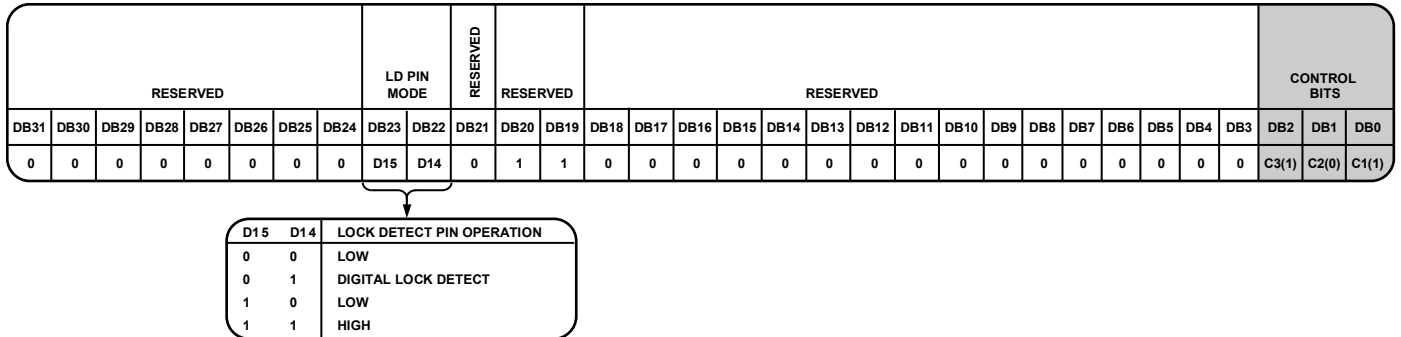 RESERVED
LD PIN
MODE
RESERVED
RESERVED
RESERVED
CONTROL
BITS
DB31 DB30 DB29 DB28 DB27 DB26 DB25 DB24 DB23 DB22 DB21 DB20 DB19 DB18 DB17 DB16 DB15 DB14 DB13 DB12 DB11 DB10 DB9 DB8 DB7 DB6 DB5 DB4 DB3 DB2 DB1 DB0
0 0 0 0 0 0 0 0 D15 D14 0 1 1 0 0 0 0 0 0 0 0 0 0 0 0 0 0 0 0 C3(1) C2(0) C1(1)
D15 D14 LOCK DETECT PIN OPERATION
0 0 LOW
0 1 DIGITAL LOCK DETECT
1 0 LOW
1 1 HIGH